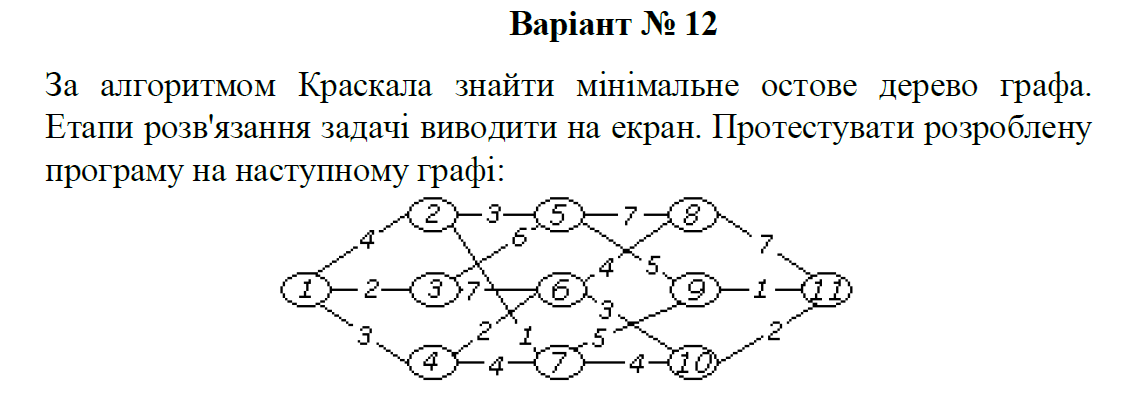 Варіант № 12
За алгоритмом Краскала знайти мінімальне остове дерево графа.
Етапи розв'язання задачі виводити на екран. Протестувати розроблену
програму на наступному графі:
2 3 5 7 8
4 6 7
4 5
1 2 3 7 6 9 1 11
3
3 2 1 5 2
4 4 7 4 10